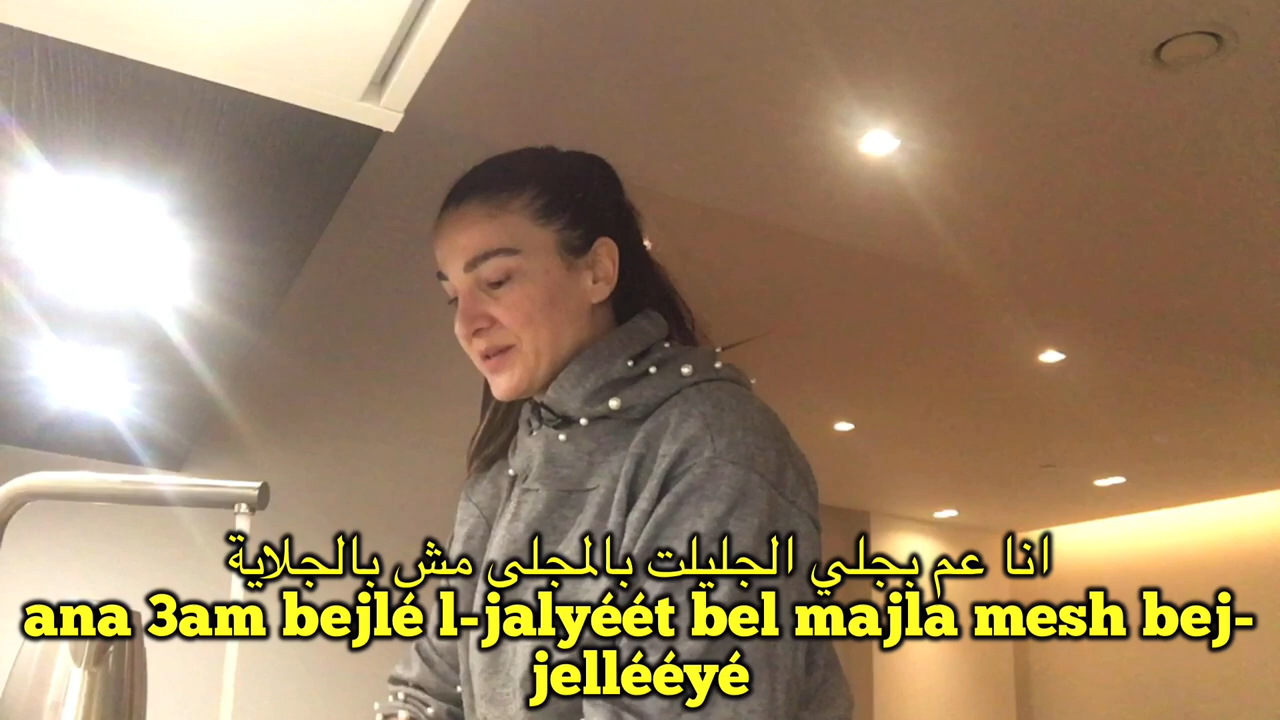 انا عم بجلي الجليلت بالمجلى مش بالجلاية
ana 3am bejlé l-jalyéét bel majla mesh bej-
jellééyé